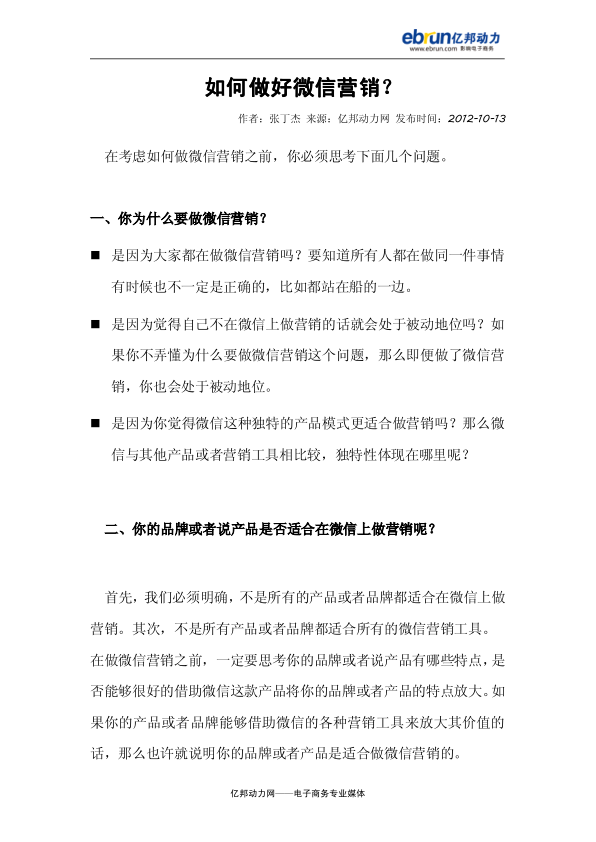 ebrun亿邦动力
www.ebrun.com 影响电子商务
如何做好微信营销？
作者：张丁杰 来源：亿邦动力网 发布时间：2012-10-13
在考虑如何做微信营销之前，你必须思考下面几个问题。
一、你为什么要做微信营销？
■ 是因为大家都在做微信营销吗？要知道所有人都在做同一件事情
有时候也不一定是正确的，比如都站在船的一边。
■ 是因为觉得自己不在微信上做营销的话就会处于被动地位吗？如
果你不弄懂为什么要做微信营销这个问题，那么即便做了微信营
销，你也会处于被动地位。
■ 是因为你觉得微信这种独特的产品模式更适合做营销吗？那么微
信与其他产品或者营销工具相比较，独特性体现在哪里呢？
二、你的品牌或者说产品是否适合在微信上做营销呢？
首先，我们必须明确，不是所有的产品或者品牌都适合在微信上做
营销。其次，不是所有产品或者品牌都适合所有的微信营销工具。
在做微信营销之前，一定要思考你的品牌或者说产品有哪些特点，是
否能够很好的借助微信这款产品将你的品牌或者产品的特点放大。如
果你的产品或者品牌能够借助微信的各种营销工具来放大其价值的
话，那么也许就说明你的品牌或者产品是适合做微信营销的。
亿邦动力网——电子商务专业媒体